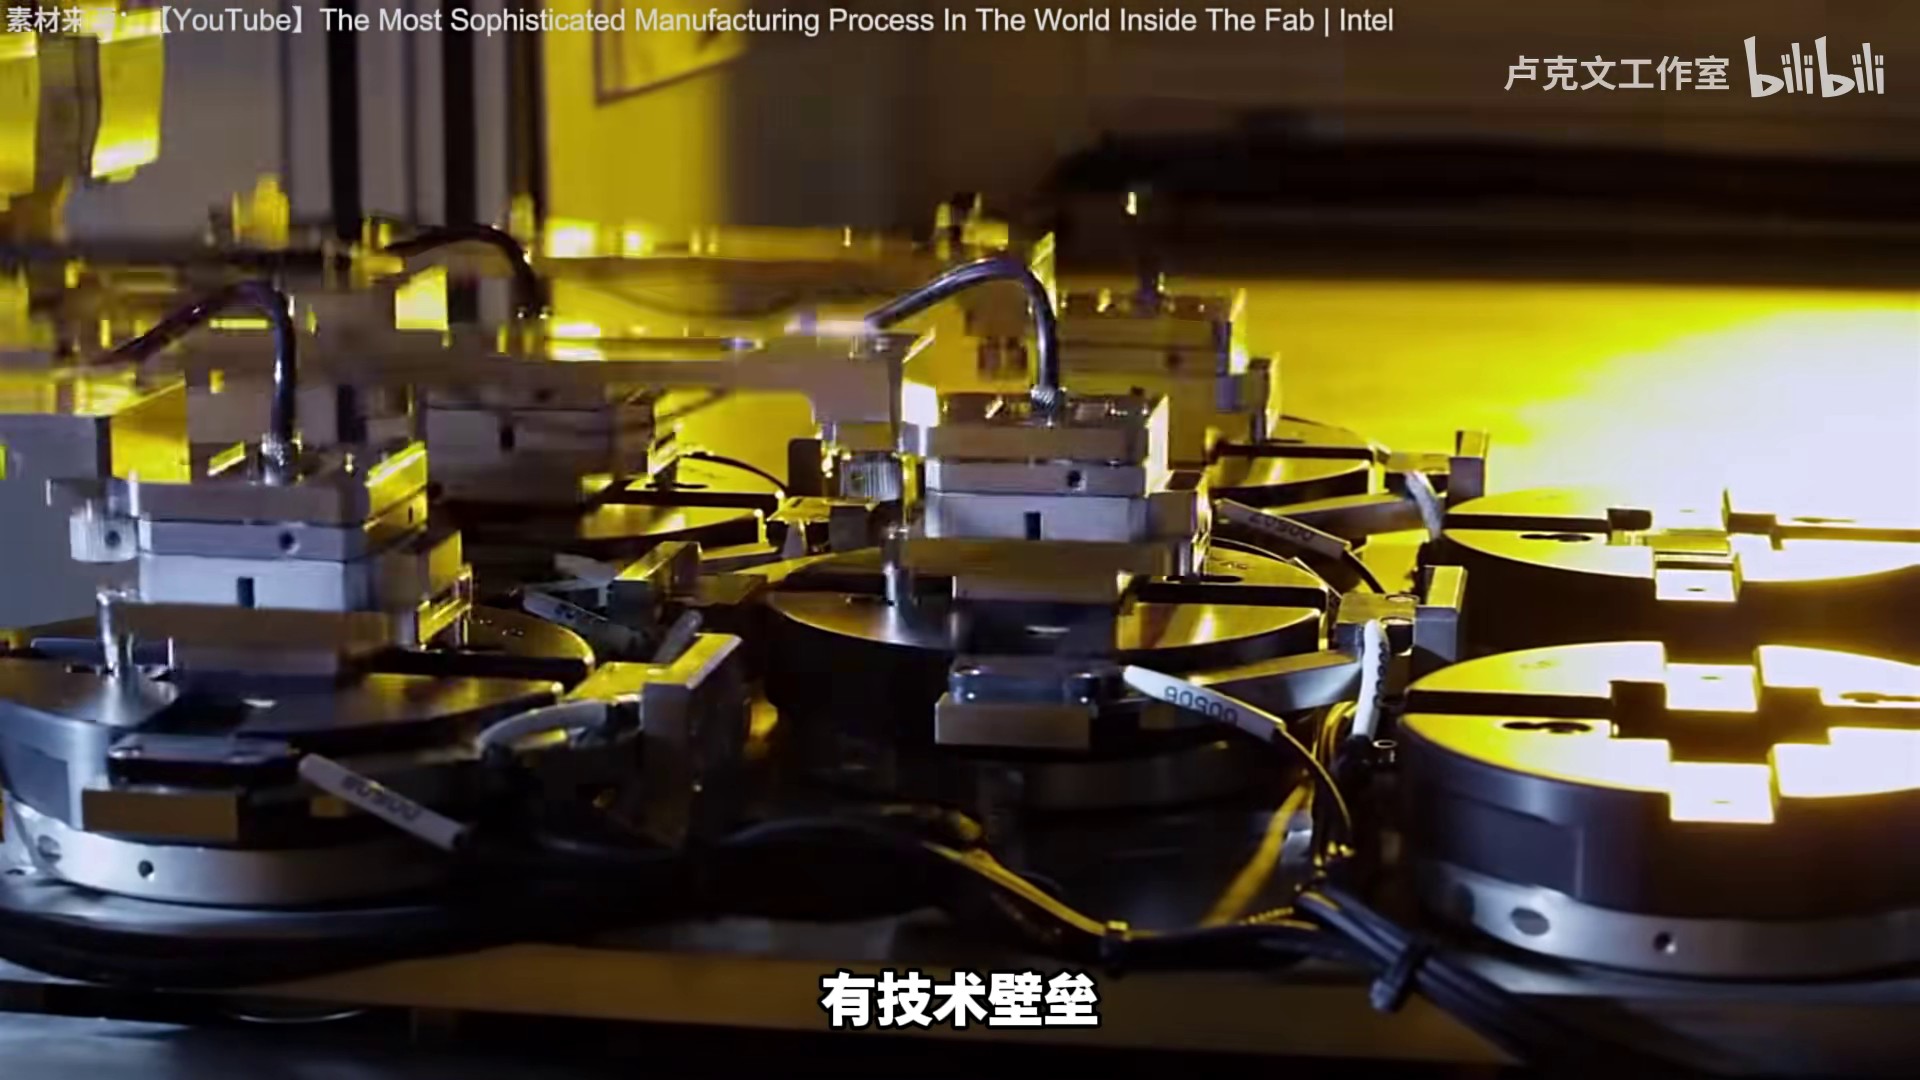 素材来源：【YouTube】The Most Sophisticated Manufacturing Process In The World Inside The Fab | Intel
卢克文工作室 bilibili
有技术壁垒